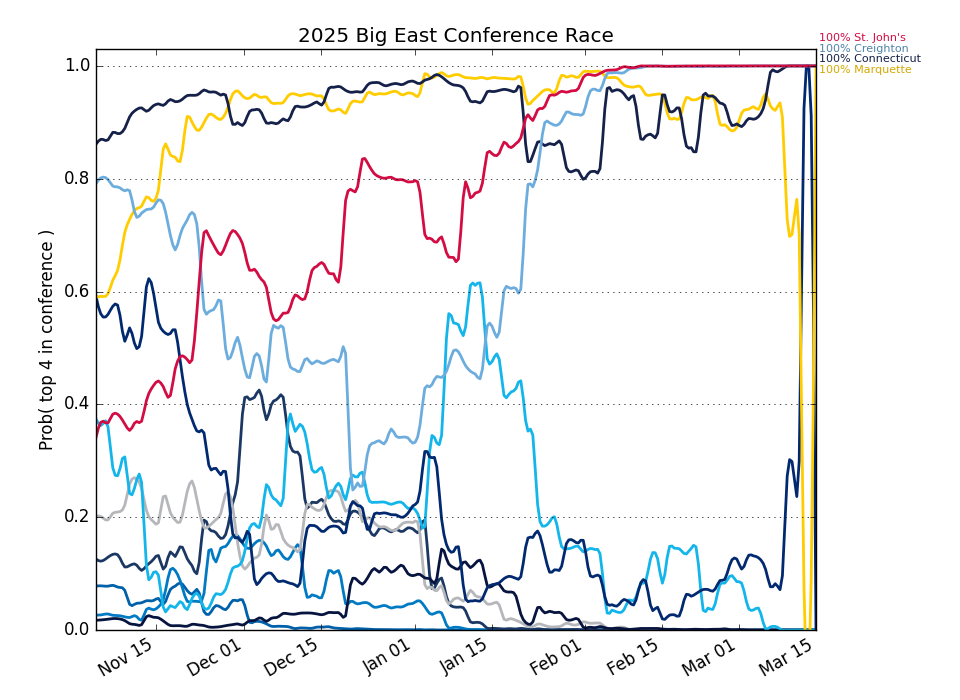 2025 Big East Conference Race
100% St. John's
100% Creighton
100% Connecticut
100% Marquette
Prob( top 4 in conference )
1.0
0.8
0.6
0.4
0.2
0.0
Nov 15
Dec 01
Dec 15
Jan 01
Jan 15
Feb 01
Feb 15
Mar 01
Mar 15